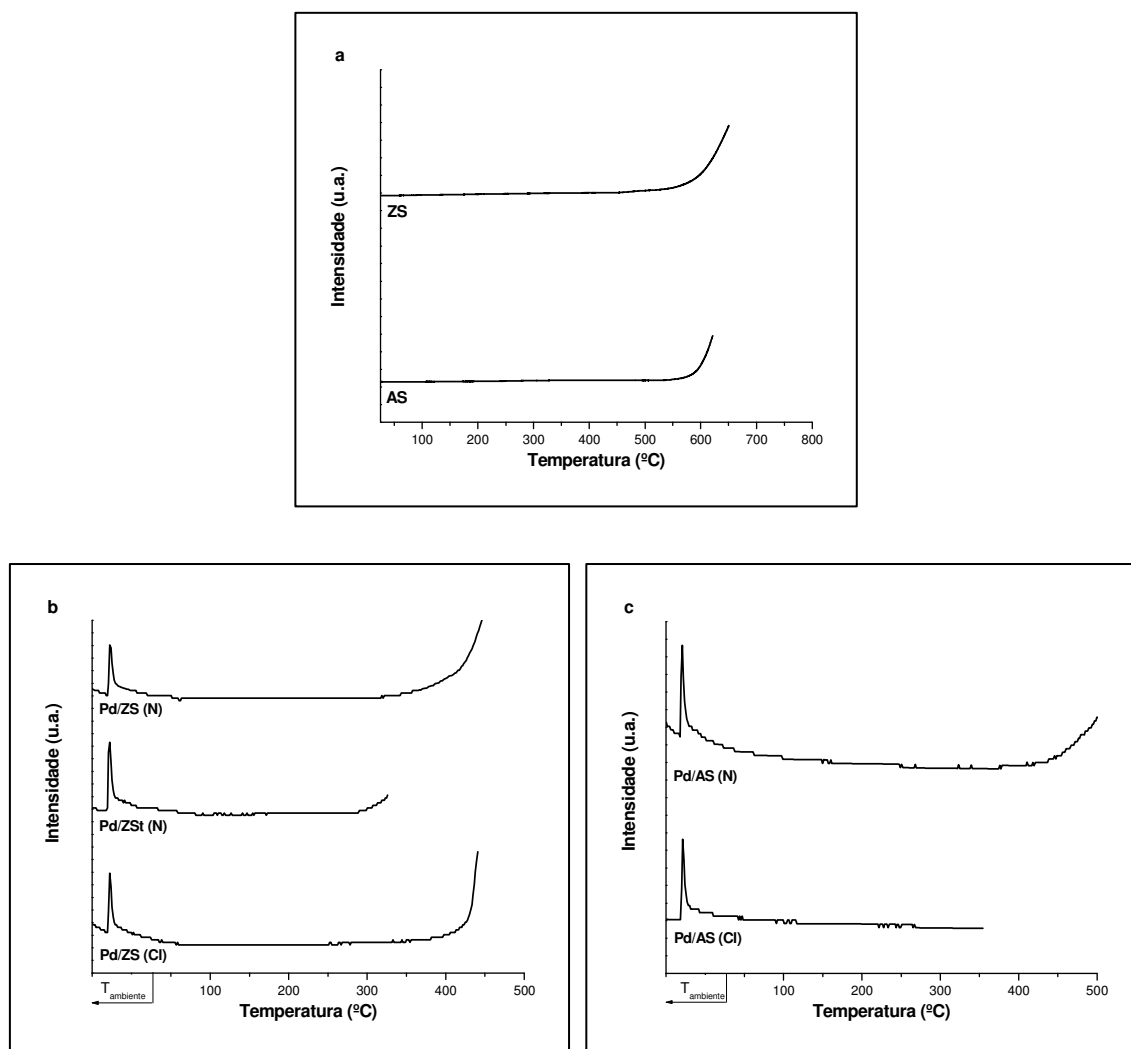 a
Intensidade (u.a.)
ZS
AS
100 200 300 400 500 600 700 800
Temperatura (ºC)
b
Intensidade (u.a.)
Pd/ZS (N)
Pd/ZSt (N)
Pd/ZS (Cl)
T ambiente
100 200 300 400 500
Temperatura (ºC)
c
Intensidade (u.a.)
Pd/AS (N)
Pd/AS (Cl)
T ambiente
100 200 300 400 500
Temperatura (ºC)